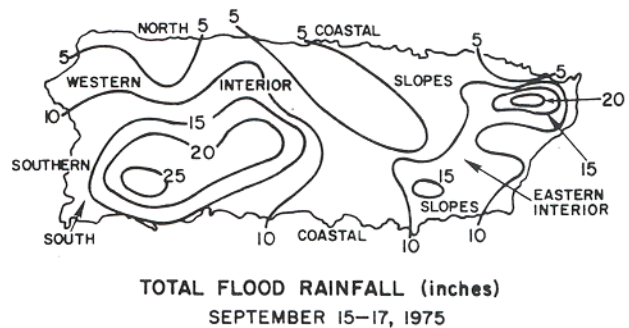 5
5
NORTH
5
COASTAL
5
5
WESTERN
INTERIOR
SLOPES
20
10
15
15
20
SOUTHERN
25
15
EASTERN
INTERIOR
SLOPES
SOUTH
10
COASTAL
10
10
TOTAL FLOOD RAINFALL (inches)
SEPTEMBER 15-17, 1975